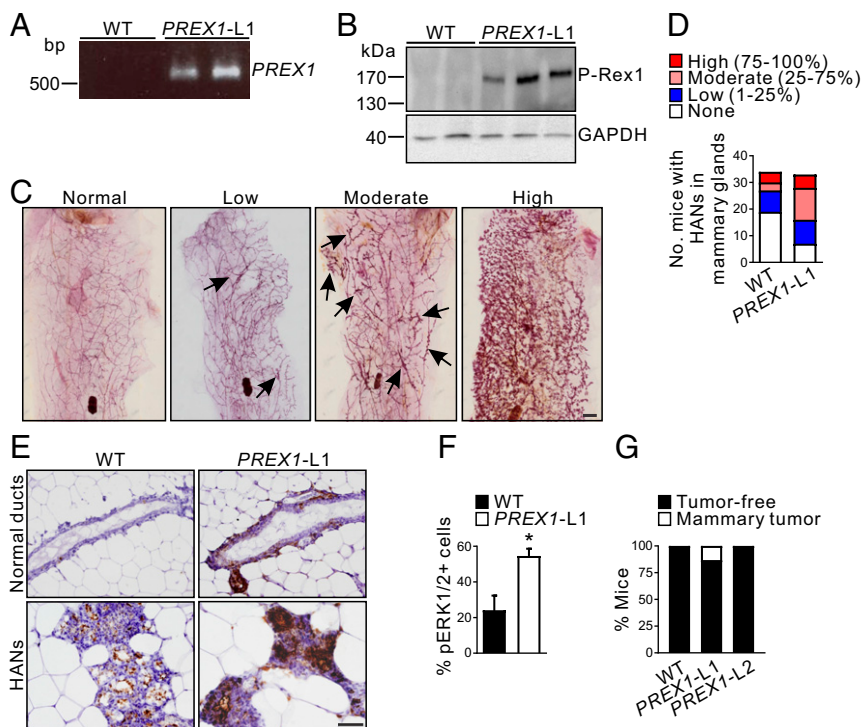 A
WT
PREX1-L1
bp
500
PREX1
B
WT
PREX1-L1
kDa
170
130
40
P-Rex1
GAPDH
C
Normal
Low
Moderate
High
D
High (75-100%)
Moderate (25-75%)
Low (1-25%)
None
No. mice with
HANs in
mammary glands
40
30
20
10
0
WT
PREX1-L1
E
WT
PREX1-L1
Normal ducts
HANs
F
WT
PREX1-L1
% pERK1/2+ cells
60
40
20
0
*
G
Tumor-free
Mammary tumor
% Mice
100
75
50
25
0
WT
PREX1-L1
PREX1-L2